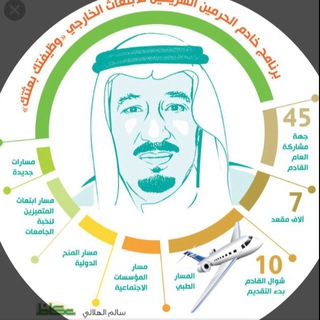 برنامج خادم الحرمين الشريفين للابتعاث الخارجي «وظيفتك بعثتك»
45
جهة
مشاركة
العام
القادم
7
آلاف مقعد
10
شوال القادم
بدء التقديم
المسار
الطبي
مسار
المؤسسات
الاجتماعية
مسار المنح
الدولية
مسار ابتعاث
المتميزين
لنخبة
الجامعات
مسارات
جديدة
عكاظ
سالم الهلالي